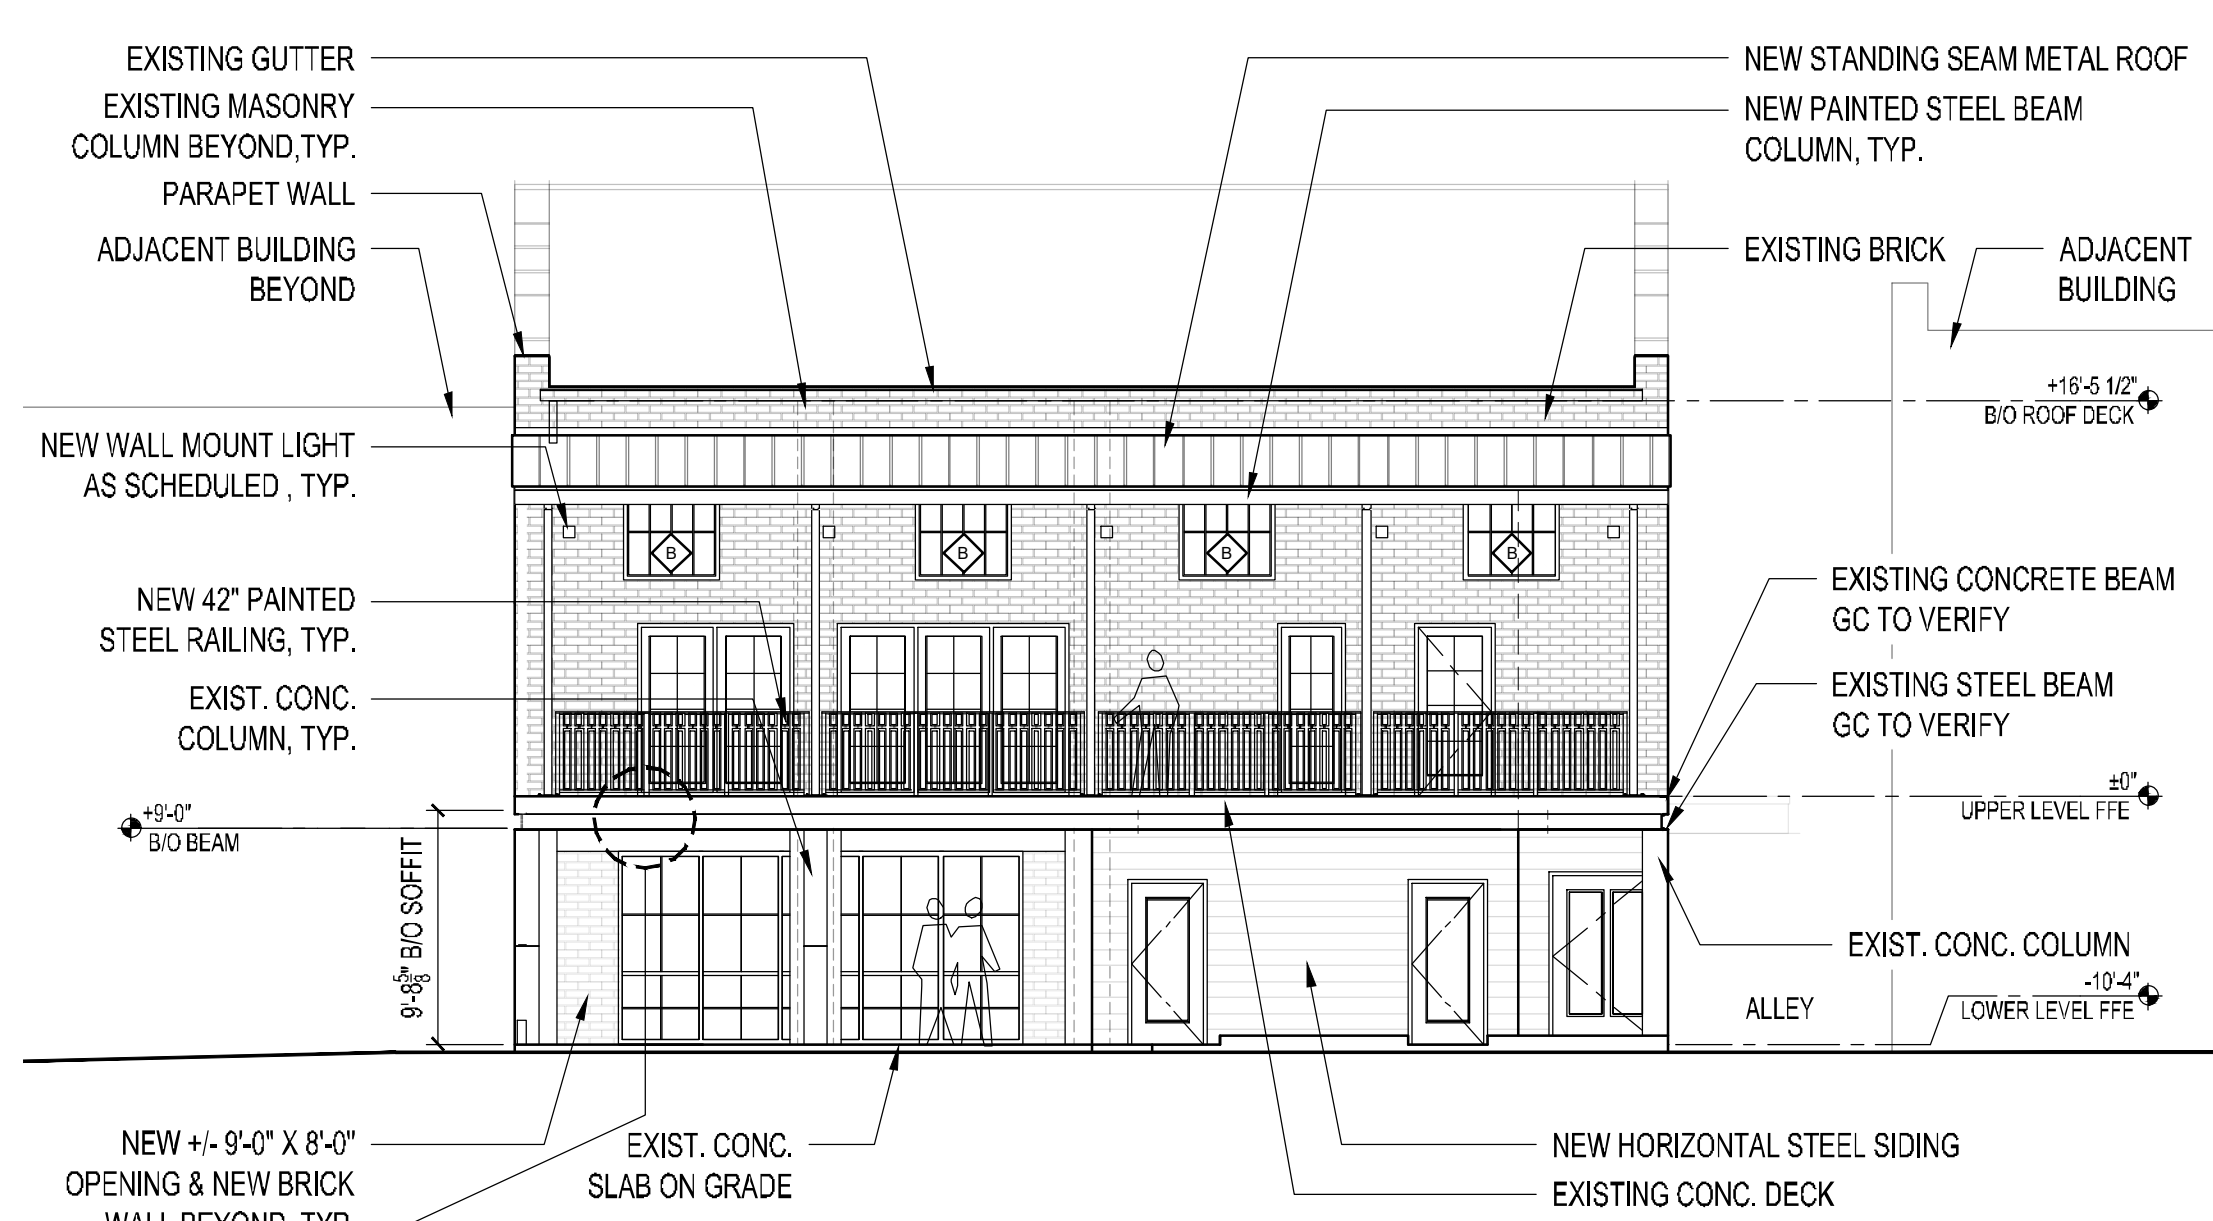 EXISTING GUTTER
EXISTING MASONRY
COLUMN BEYOND,TYP.
PARAPET WALL
ADJACENT BUILDING
BEYOND
NEW WALL MOUNT LIGHT
AS SCHEDULED , TYP.
NEW 42" PAINTED
STEEL RAILING, TYP.
EXIST. CONC.
COLUMN, TYP.
+9'-0"
B/O BEAM
9'-8 5/8" B/O SOFFIT
NEW +/- 9'-0" X 8'-0"
OPENING & NEW BRICK
WALL BEYOND, TYP.
EXIST. CONC.
SLAB ON GRADE
B
B
B
B
NEW STANDING SEAM METAL ROOF
NEW PAINTED STEEL BEAM
COLUMN, TYP.
EXISTING BRICK
ADJACENT
BUILDING
+16'-5 1/2"
B/O ROOF DECK
EXISTING CONCRETE BEAM
GC TO VERIFY
EXISTING STEEL BEAM
GC TO VERIFY
±0"
UPPER LEVEL FFE
EXIST. CONC. COLUMN
-10'-4"
LOWER LEVEL FFE
ALLEY
NEW HORIZONTAL STEEL SIDING
EXISTING CONC. DECK